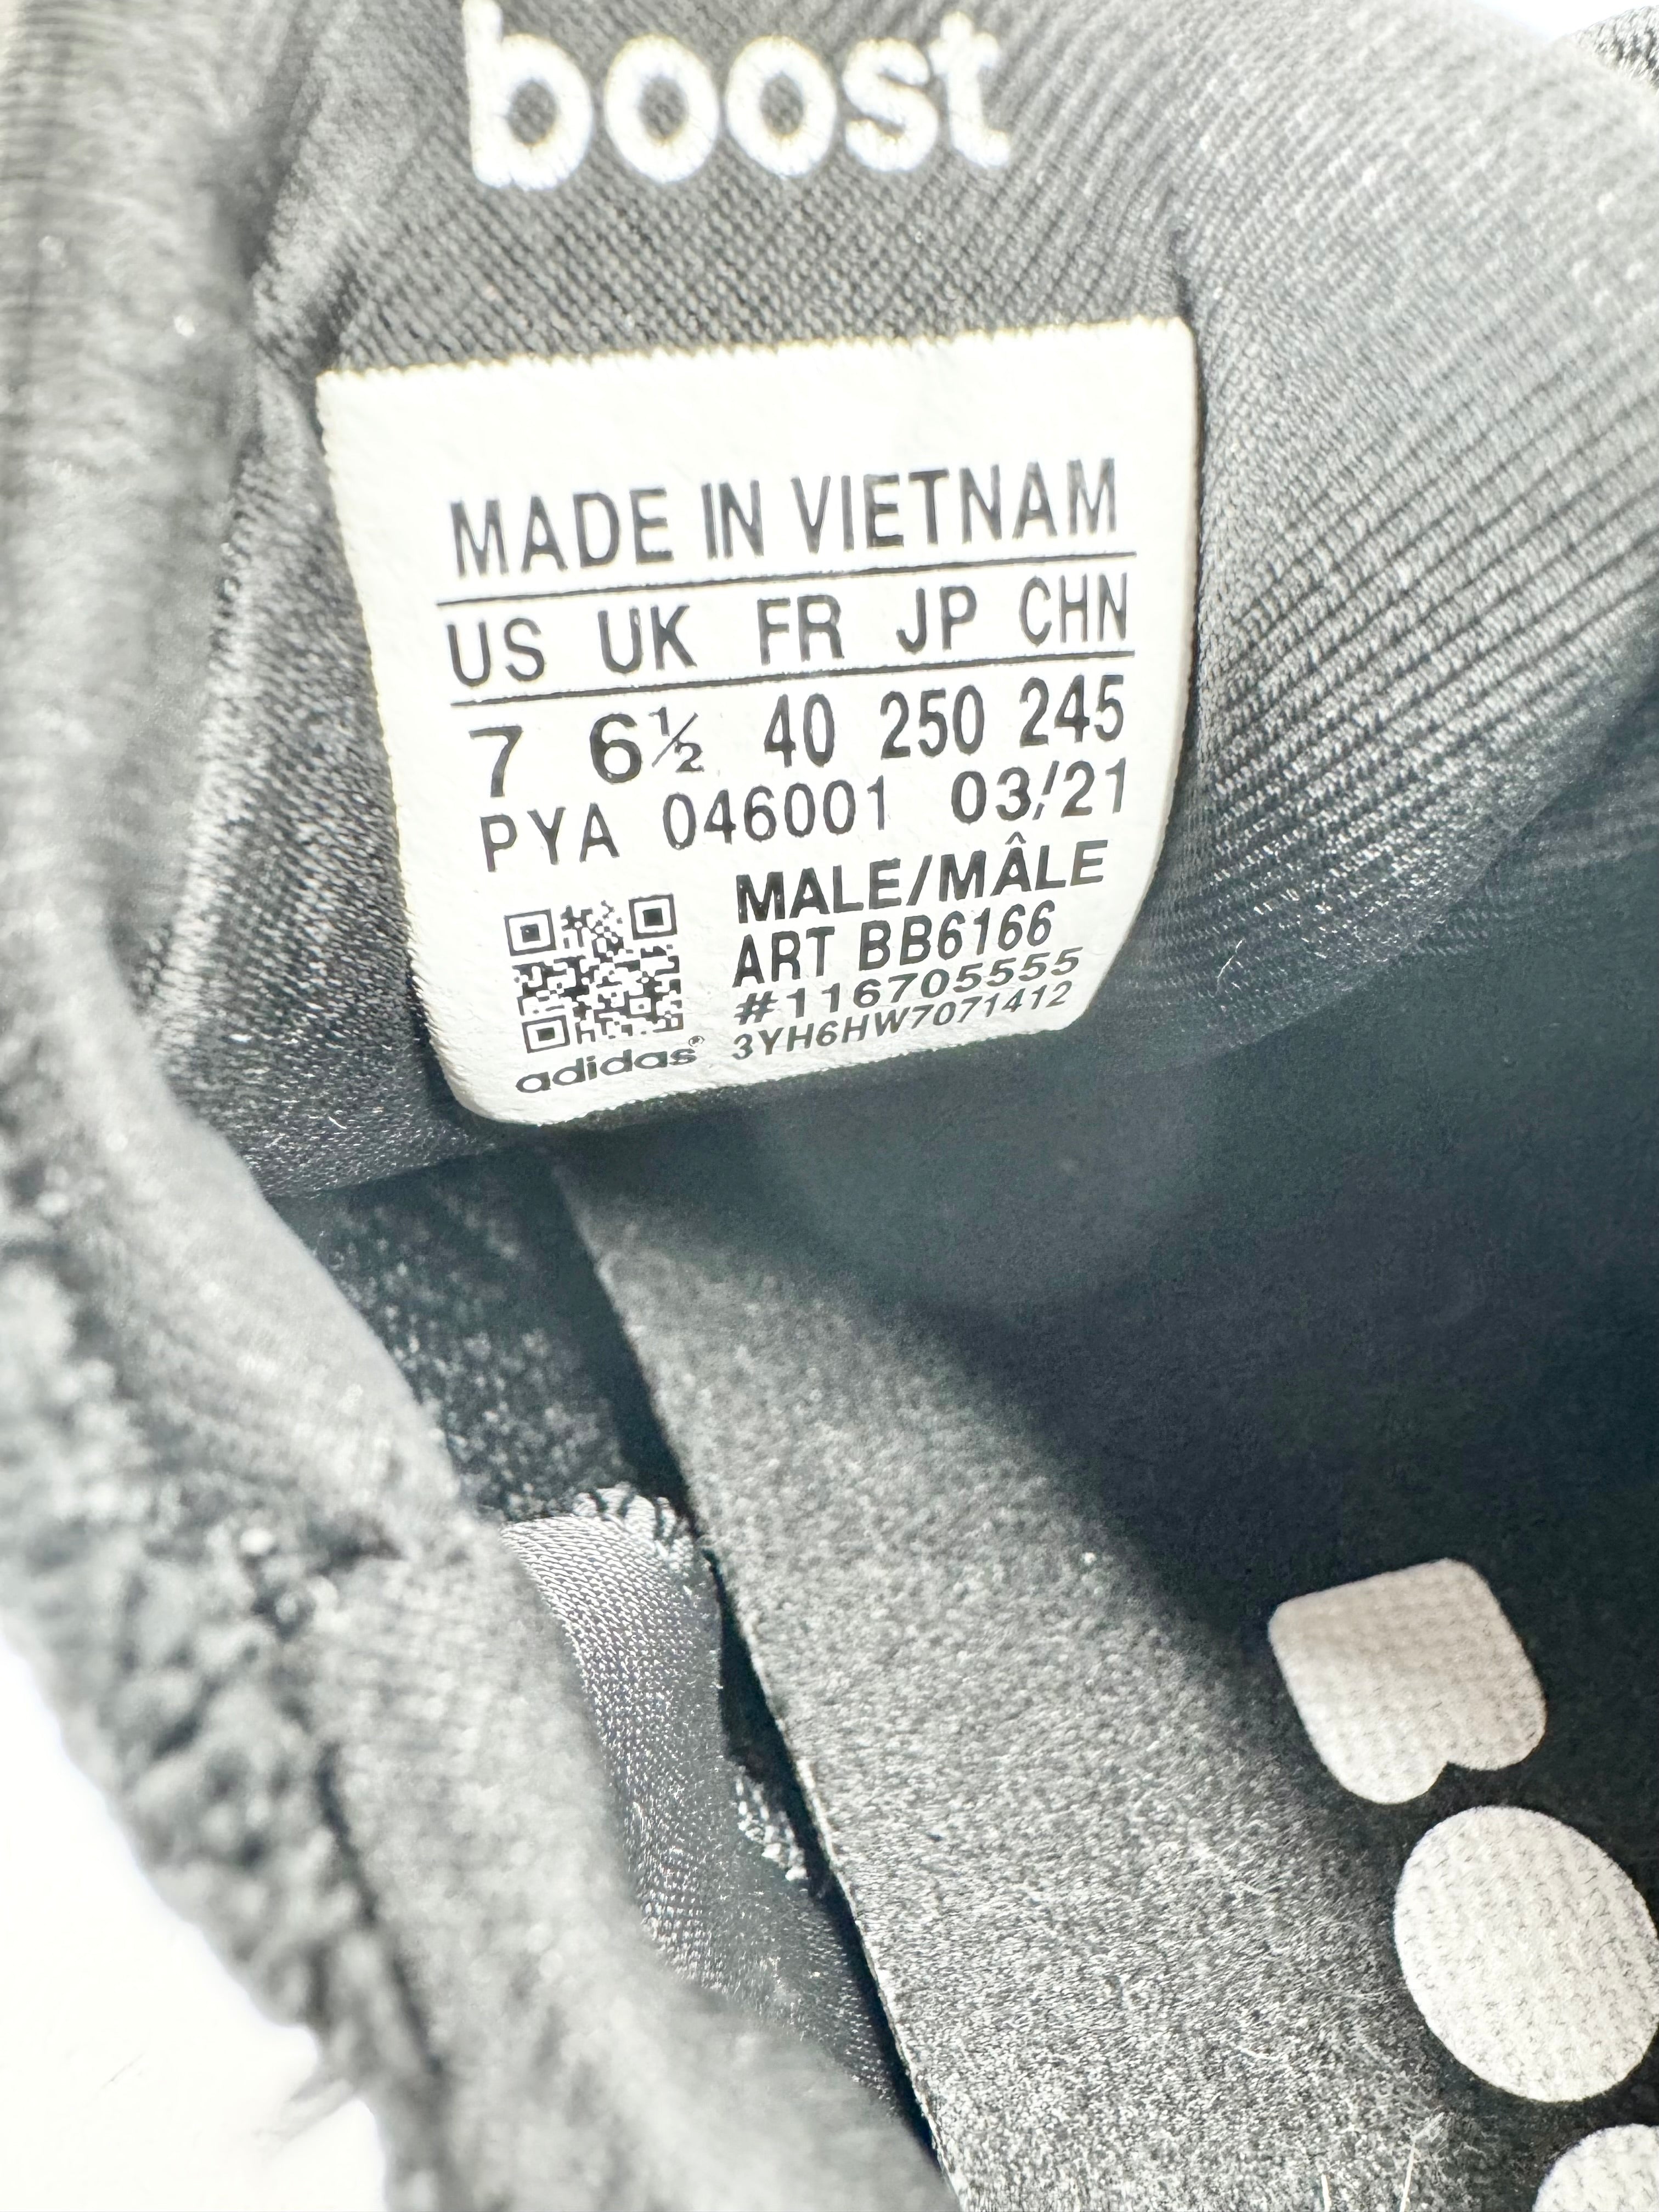 boost
MADE IN VIETNAM
US UK FR JP CHN
7 6½ 40 250 245
PYA 046001 03/21
MALE/MÂLE
ART BB6166
#116705555
3YH6HW7071412
adidas®